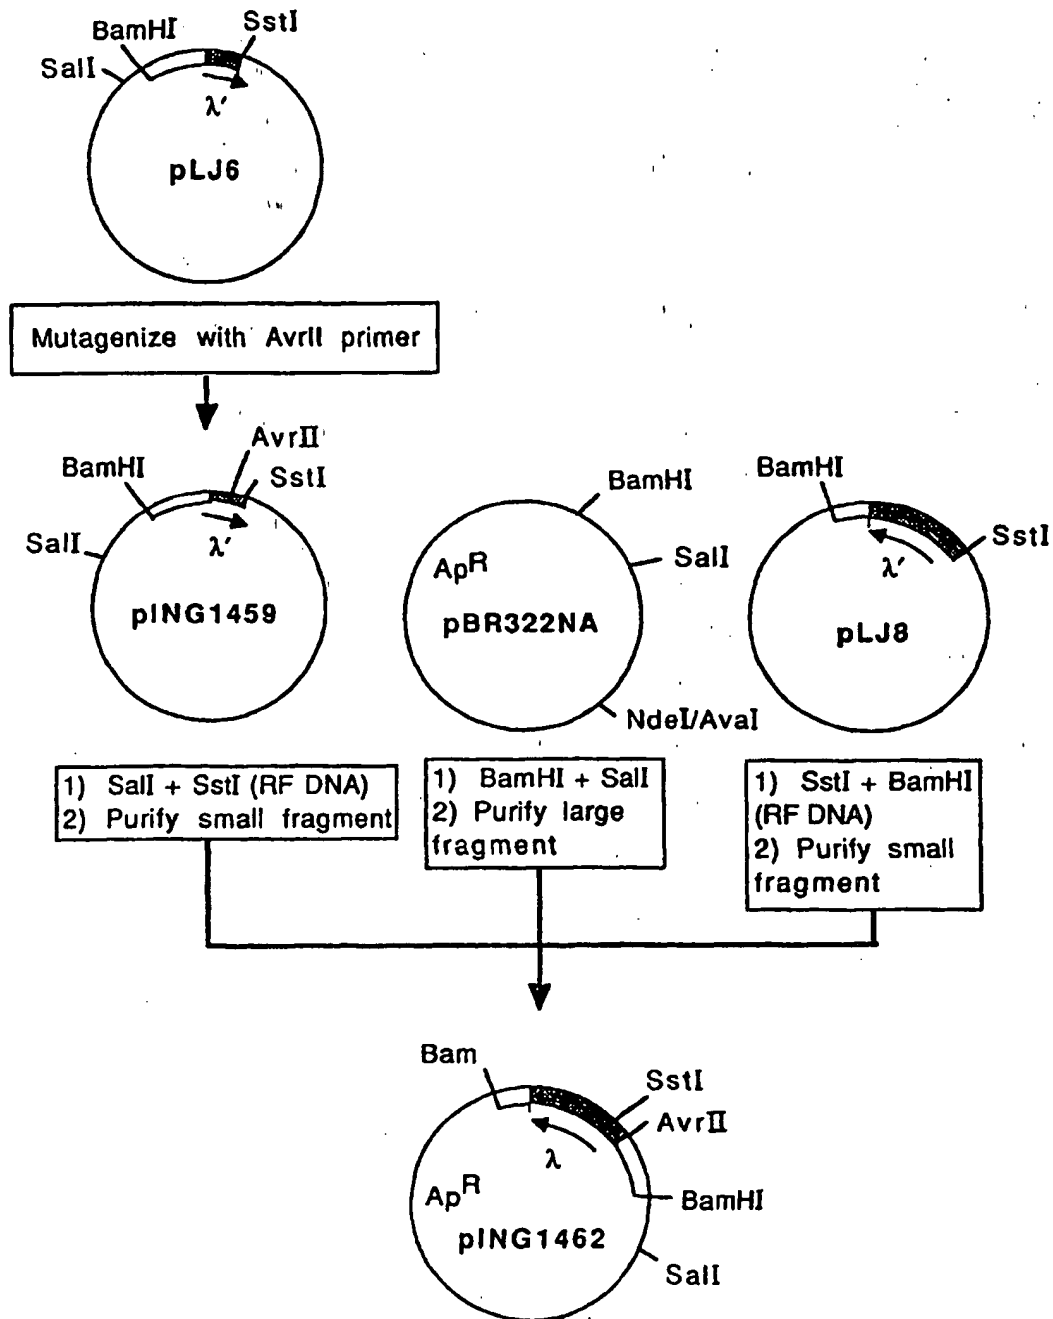 BamHI
SstI
SalI
λ′
pLJ6
Mutagenize with AvrII primer
AvrII
BamHI
SstI
SalI
λ′
pING1459
BamHI
SalI
ApR
pBR322NA
NdeI/AvaI
BamHI
SstI
λ′
pLJ8
1) SalI + SstI (RF DNA)
2) Purify small fragment
1) BamHI + SalI
2) Purify large
fragment
1) SstI + BamHI
(RF DNA)
2) Purify small
fragment
Bam
SstI
AvrII
λ
ApR
BamHI
pING1462
SalI